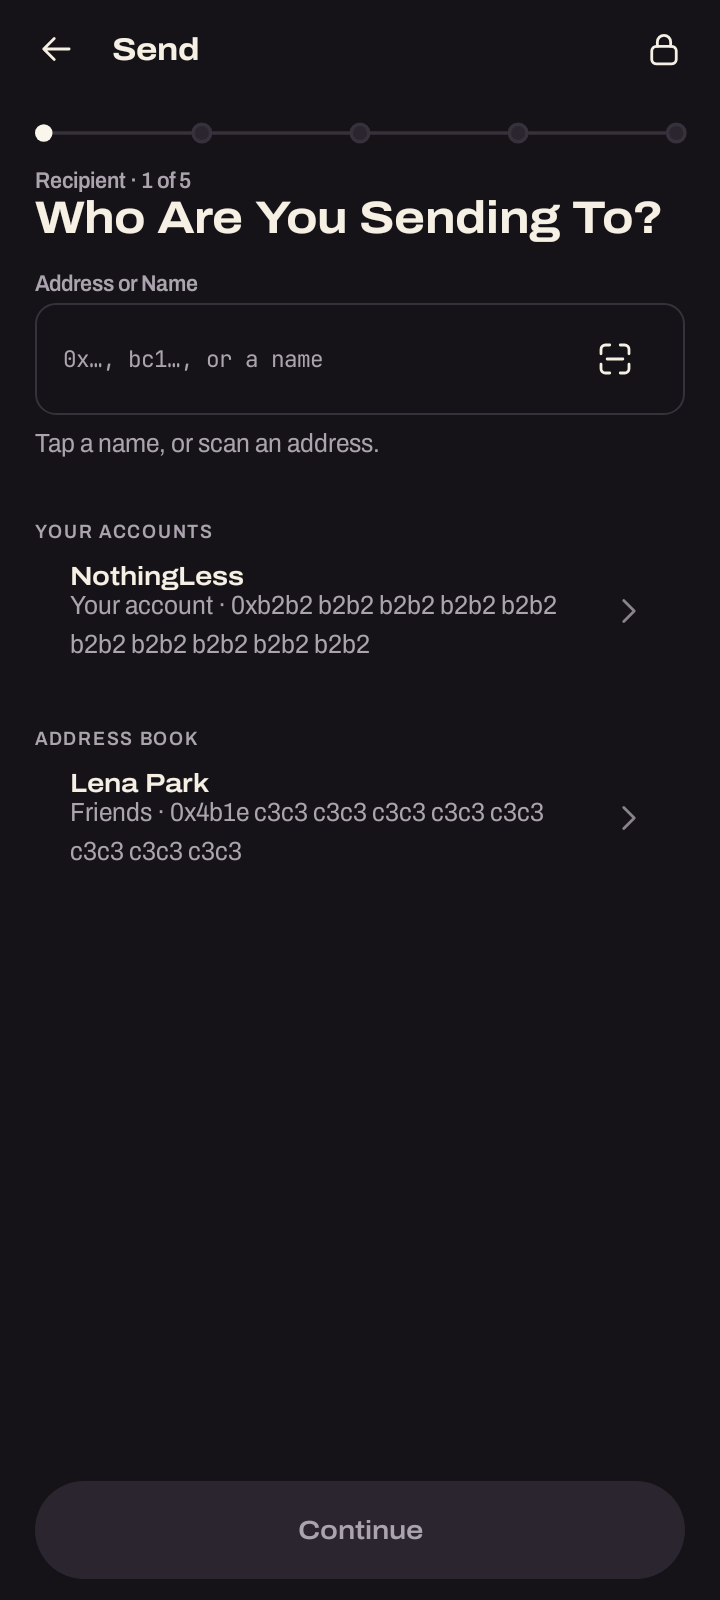 Send
Recipient · 1 of 5
Who Are You Sending To?
Address or Name
0x…, bc1…, or a name
Tap a name, or scan an address.
YOUR ACCOUNTS
NothingLess
Your account · 0xb2b2 b2b2 b2b2 b2b2 b2b2
b2b2 b2b2 b2b2 b2b2 b2b2
ADDRESS BOOK
Lena Park
Friends · 0x4b1e c3c3 c3c3 c3c3 c3c3 c3c3
c3c3 c3c3 c3c3
Continue